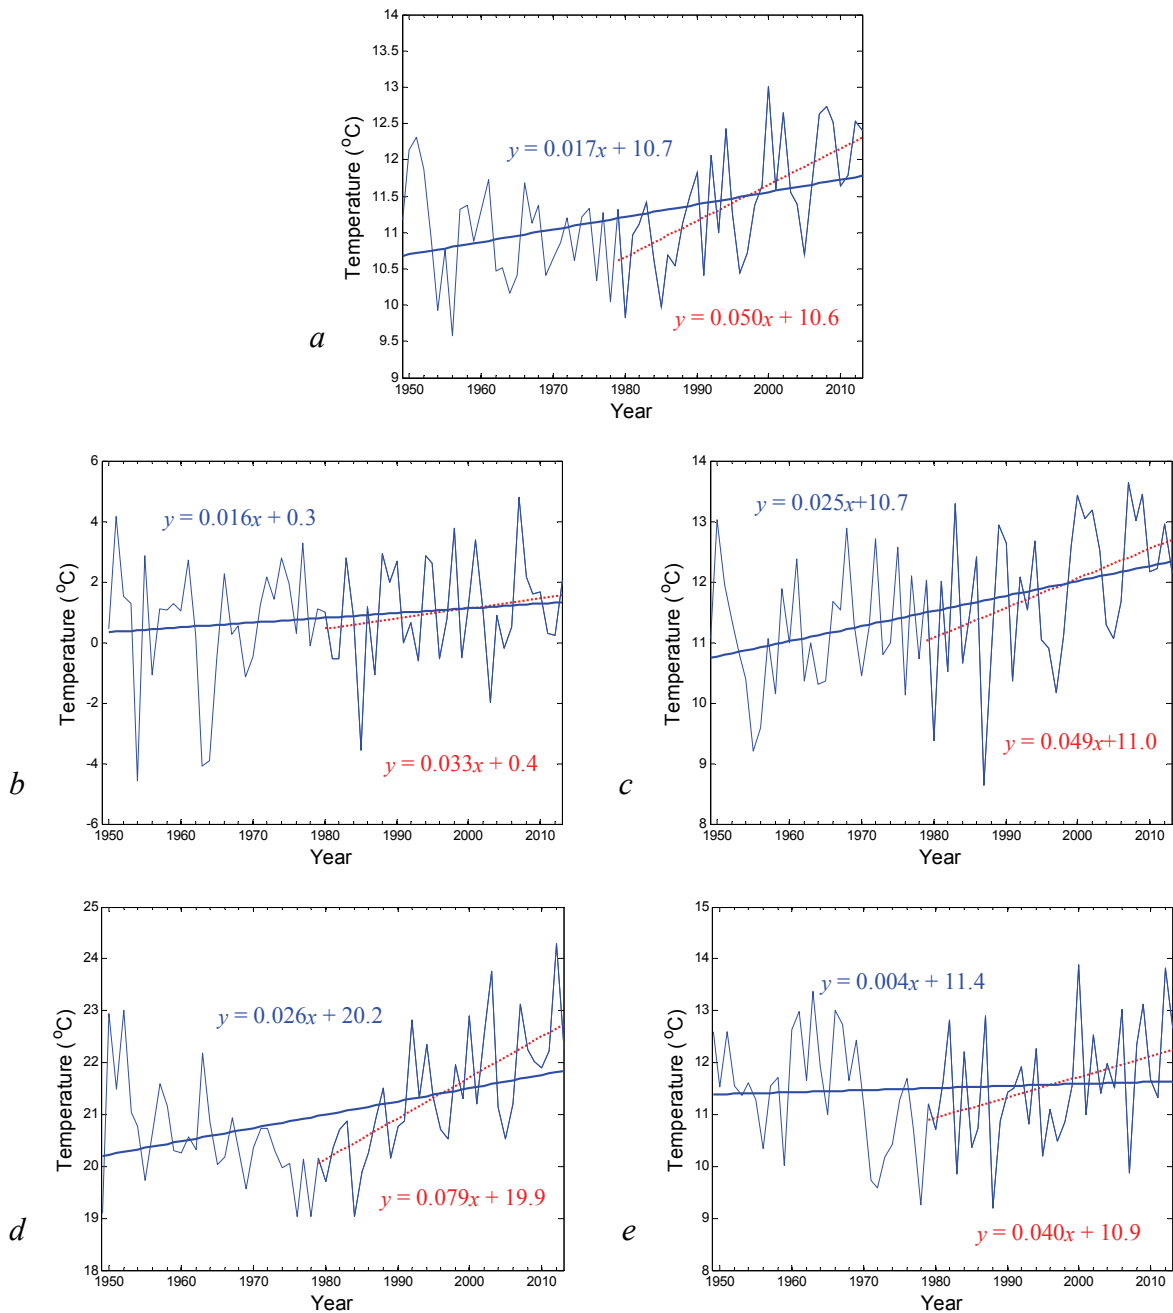 14
13.5
13
12.5
12
11.5
11
10.5
10
9.5
9
Temperature (°C)
y = 0.017x + 10.7
y = 0.050x + 10.6
a
1950 1960 1970 1980 1990 2000 2010
Year
6
4
2
0
-2
-4
-6
Temperature (°C)
y = 0.016x + 0.3
y = 0.033x + 0.4
b
1950 1960 1970 1980 1990 2000 2010
Year
14
13
12
11
10
9
8
Temperature (°C)
y = 0.025x+10.7
y = 0.049x+11.0
c
1950 1960 1970 1980 1990 2000 2010
Year
25
24
23
22
21
20
19
18
Temperature (°C)
y = 0.026x + 20.2
y = 0.079x + 19.9
d
1950 1960 1970 1980 1990 2000 2010
Year
15
14
13
12
11
10
9
8
Temperature (°C)
y = 0.004x + 11.4
y = 0.040x + 10.9
e
1950 1960 1970 1980 1990 2000 2010
Year